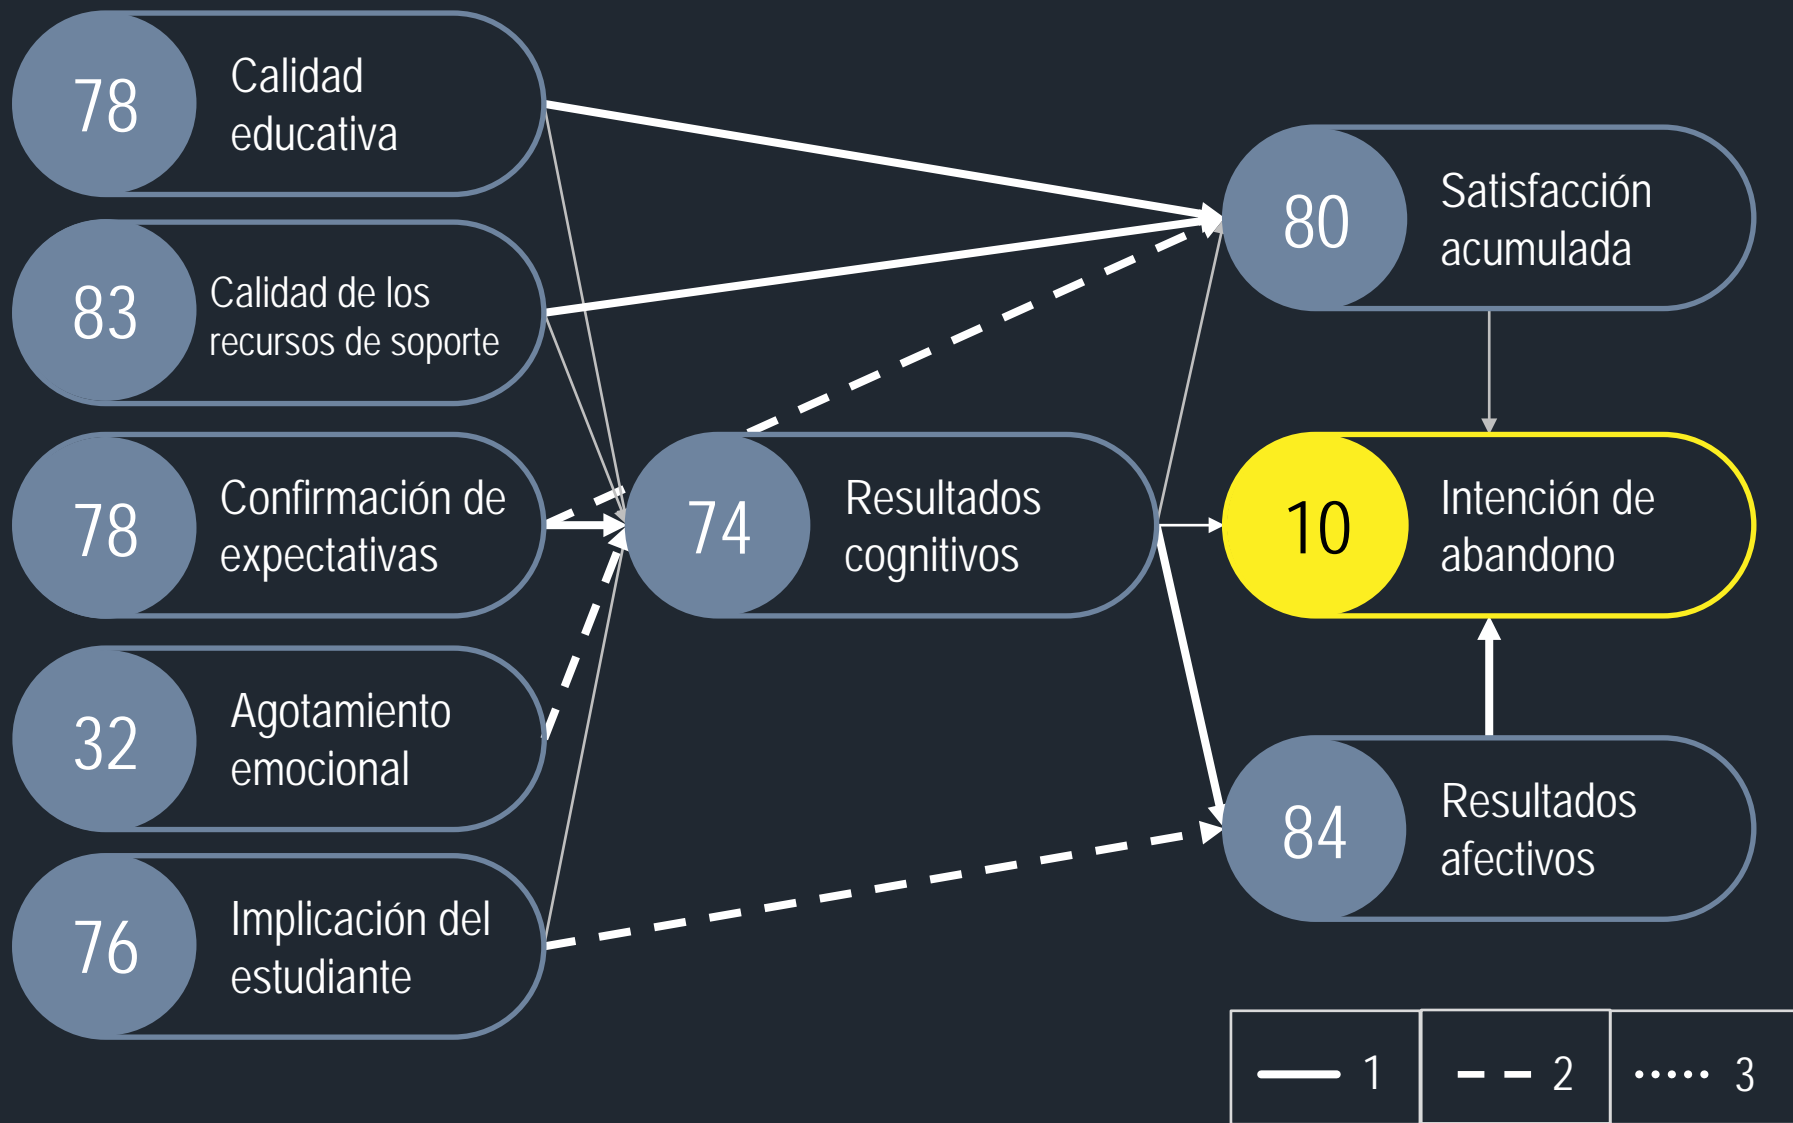 78
Calidad
educativa
83
Calidad de los
recursos de soporte
78
Confirmación de
expectativas
32
Agotamiento
emocional
76
Implicación del
estudiante
74
Resultados
cognitivos
80
Satisfacción
acumulada
10
Intención de
abandono
84
Resultados
afectivos
1
2
3